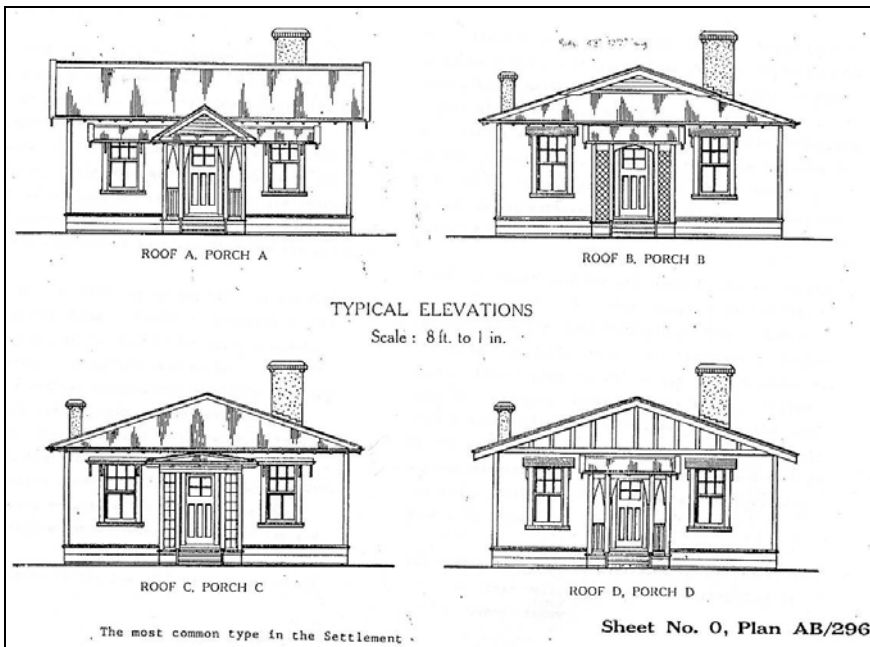 ROOF A, PORCH A
ROOF B, PORCH B
TYPICAL ELEVATIONS
Scale : 8 ft. to 1 in.
ROOF C, PORCH C
ROOF D, PORCH D
The most common type in the Settlement
Sheet No. 0, Plan AB/296